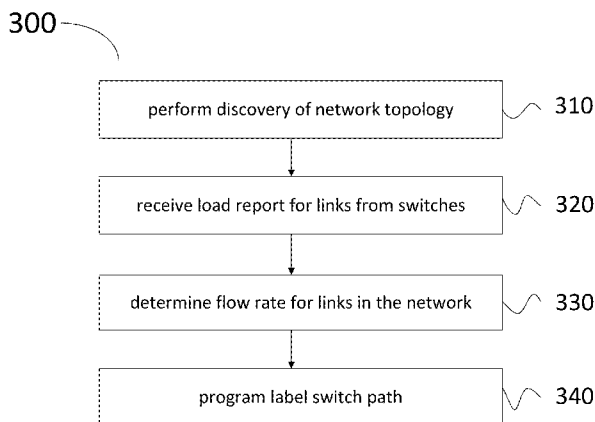 300
perform discovery of network topology
310
receive load report for links from switches
320
determine flow rate for links in the network
330
program label switch path
340